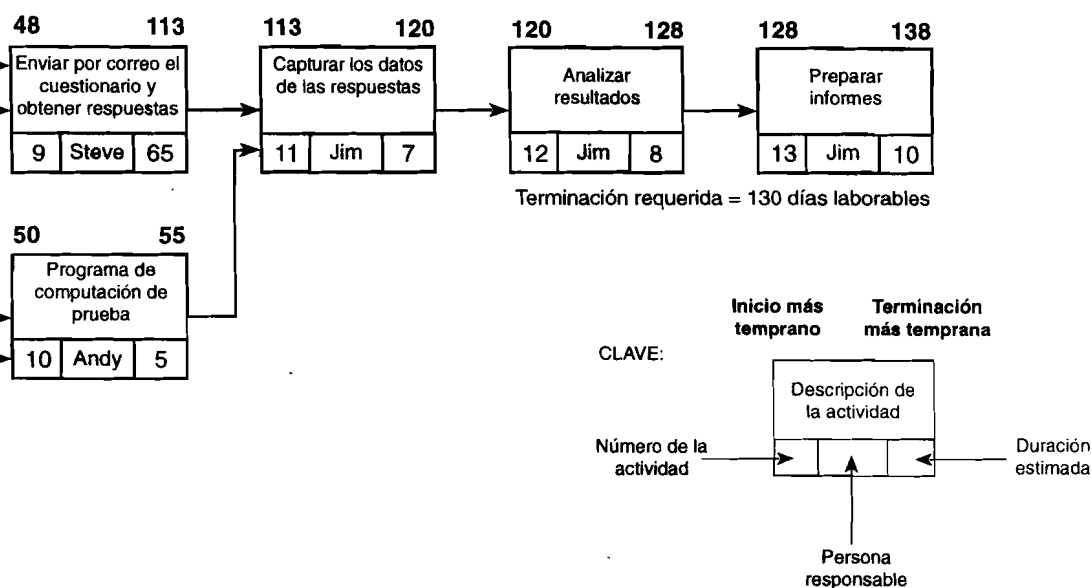 48 113
Enviar por correo el
cuestionario y
obtener respuestas
9 Steve 65
113 120
Capturar los datos
de las respuestas
11 Jim 7
120 128
Analizar
resultados
12 Jim 8
128 138
Preparar
informes
13 Jim 10
Terminación requerida = 130 días laborables
50 55
Programa de
computación de
prueba
10 Andy 5
CLAVE:
Inicio más
temprano
Terminación
más temprana
Descripción de
la actividad
Número de la
actividad
Duración
estimada
Persona
responsable